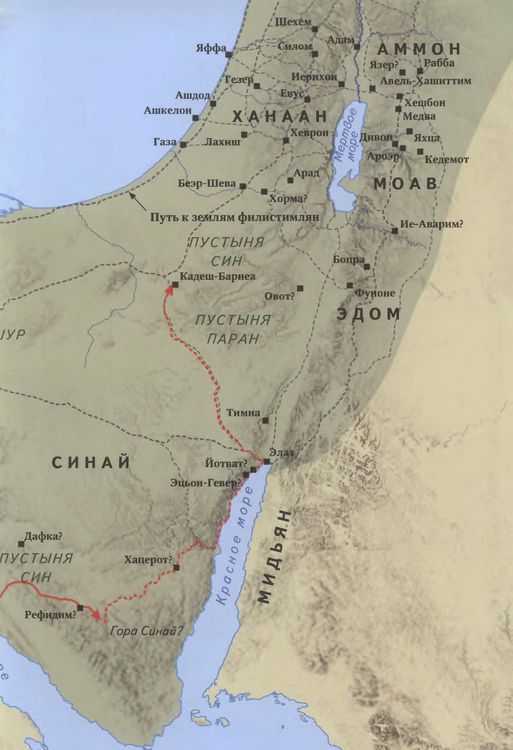 Шехем
Адам
Яффа
Силом
АММОН
Язер?
Рабба
Гезер
Иерихон
Авель-Хашиттим
Ашдод
Евус
Хешбон
Ашкелон
ХАНААН
Медва
Газа
Лахиш
Хеврон
Мертвое
море
Дивон
Яхца
Ароэр
Кедемот
Беэр-Шева
Арад
МОАВ
Хорма?
Путь к землям филистимлян
Ие-Аварим?
ПУСТЫНЯ
СИН
Боцра
Кадеш-Барнеа
Овот?
Фуноне
ПУСТЫНЯ
ПАРАН
ЭДОМ
УР
Тимна
СИНАЙ
Йотват?
Элат
Эцьон-Гевер?
Дафка?
ПУСТЫНЯ
СИН
Хацерот?
Красное море
МИДЬЯН
Рефидим?
Гора Синай?
ре